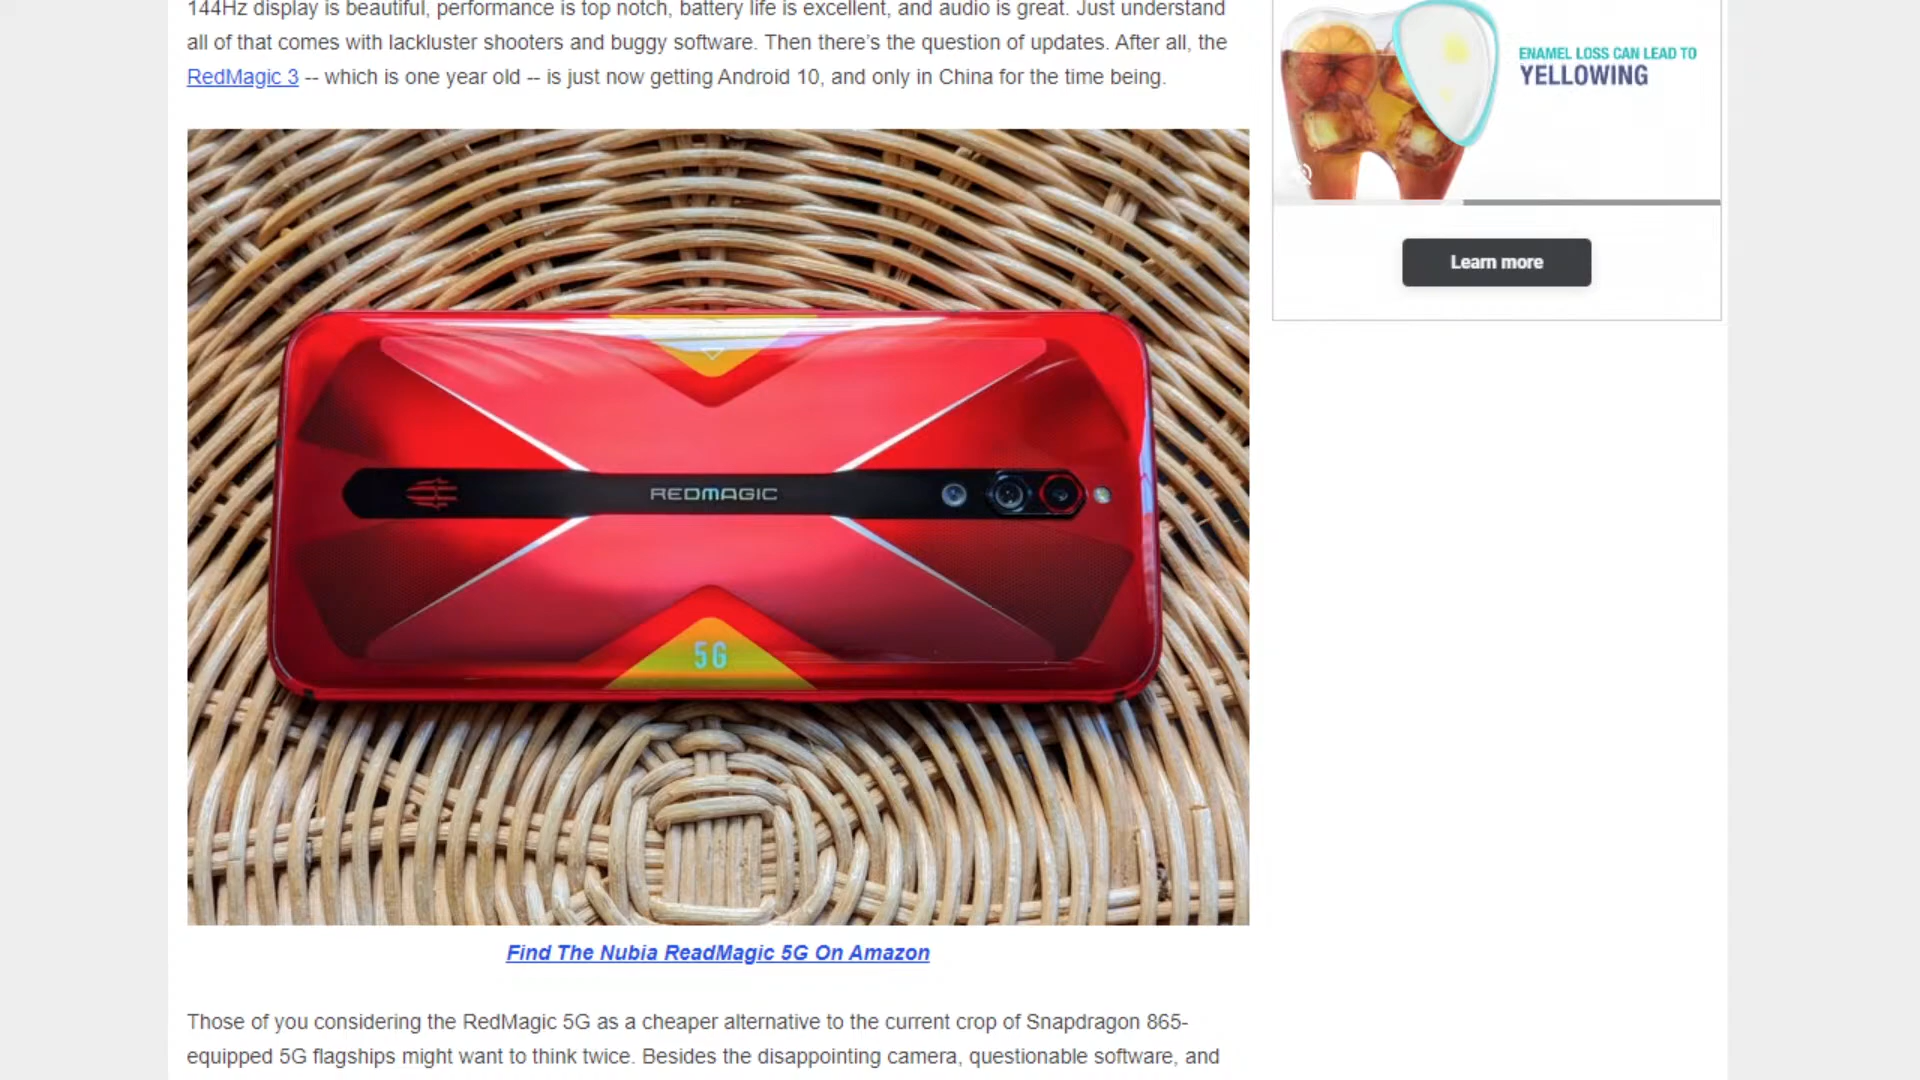 144Hz display is beautiful, performance is top notch, battery life is excellent, and audio is great. Just understand
all of that comes with lackluster shooters and buggy software. Then there’s the question of updates. After all, the
RedMagic 3 -- which is one year old -- is just now getting Android 10, and only in China for the time being.
REDMAGIC
5G
Find The Nubia ReadMagic 5G On Amazon
Those of you considering the RedMagic 5G as a cheaper alternative to the current crop of Snapdragon 865-
equipped 5G flagships might want to think twice. Besides the disappointing camera, questionable software, and
ENAMEL LOSS CAN LEAD TO
YELLOWING
Learn more